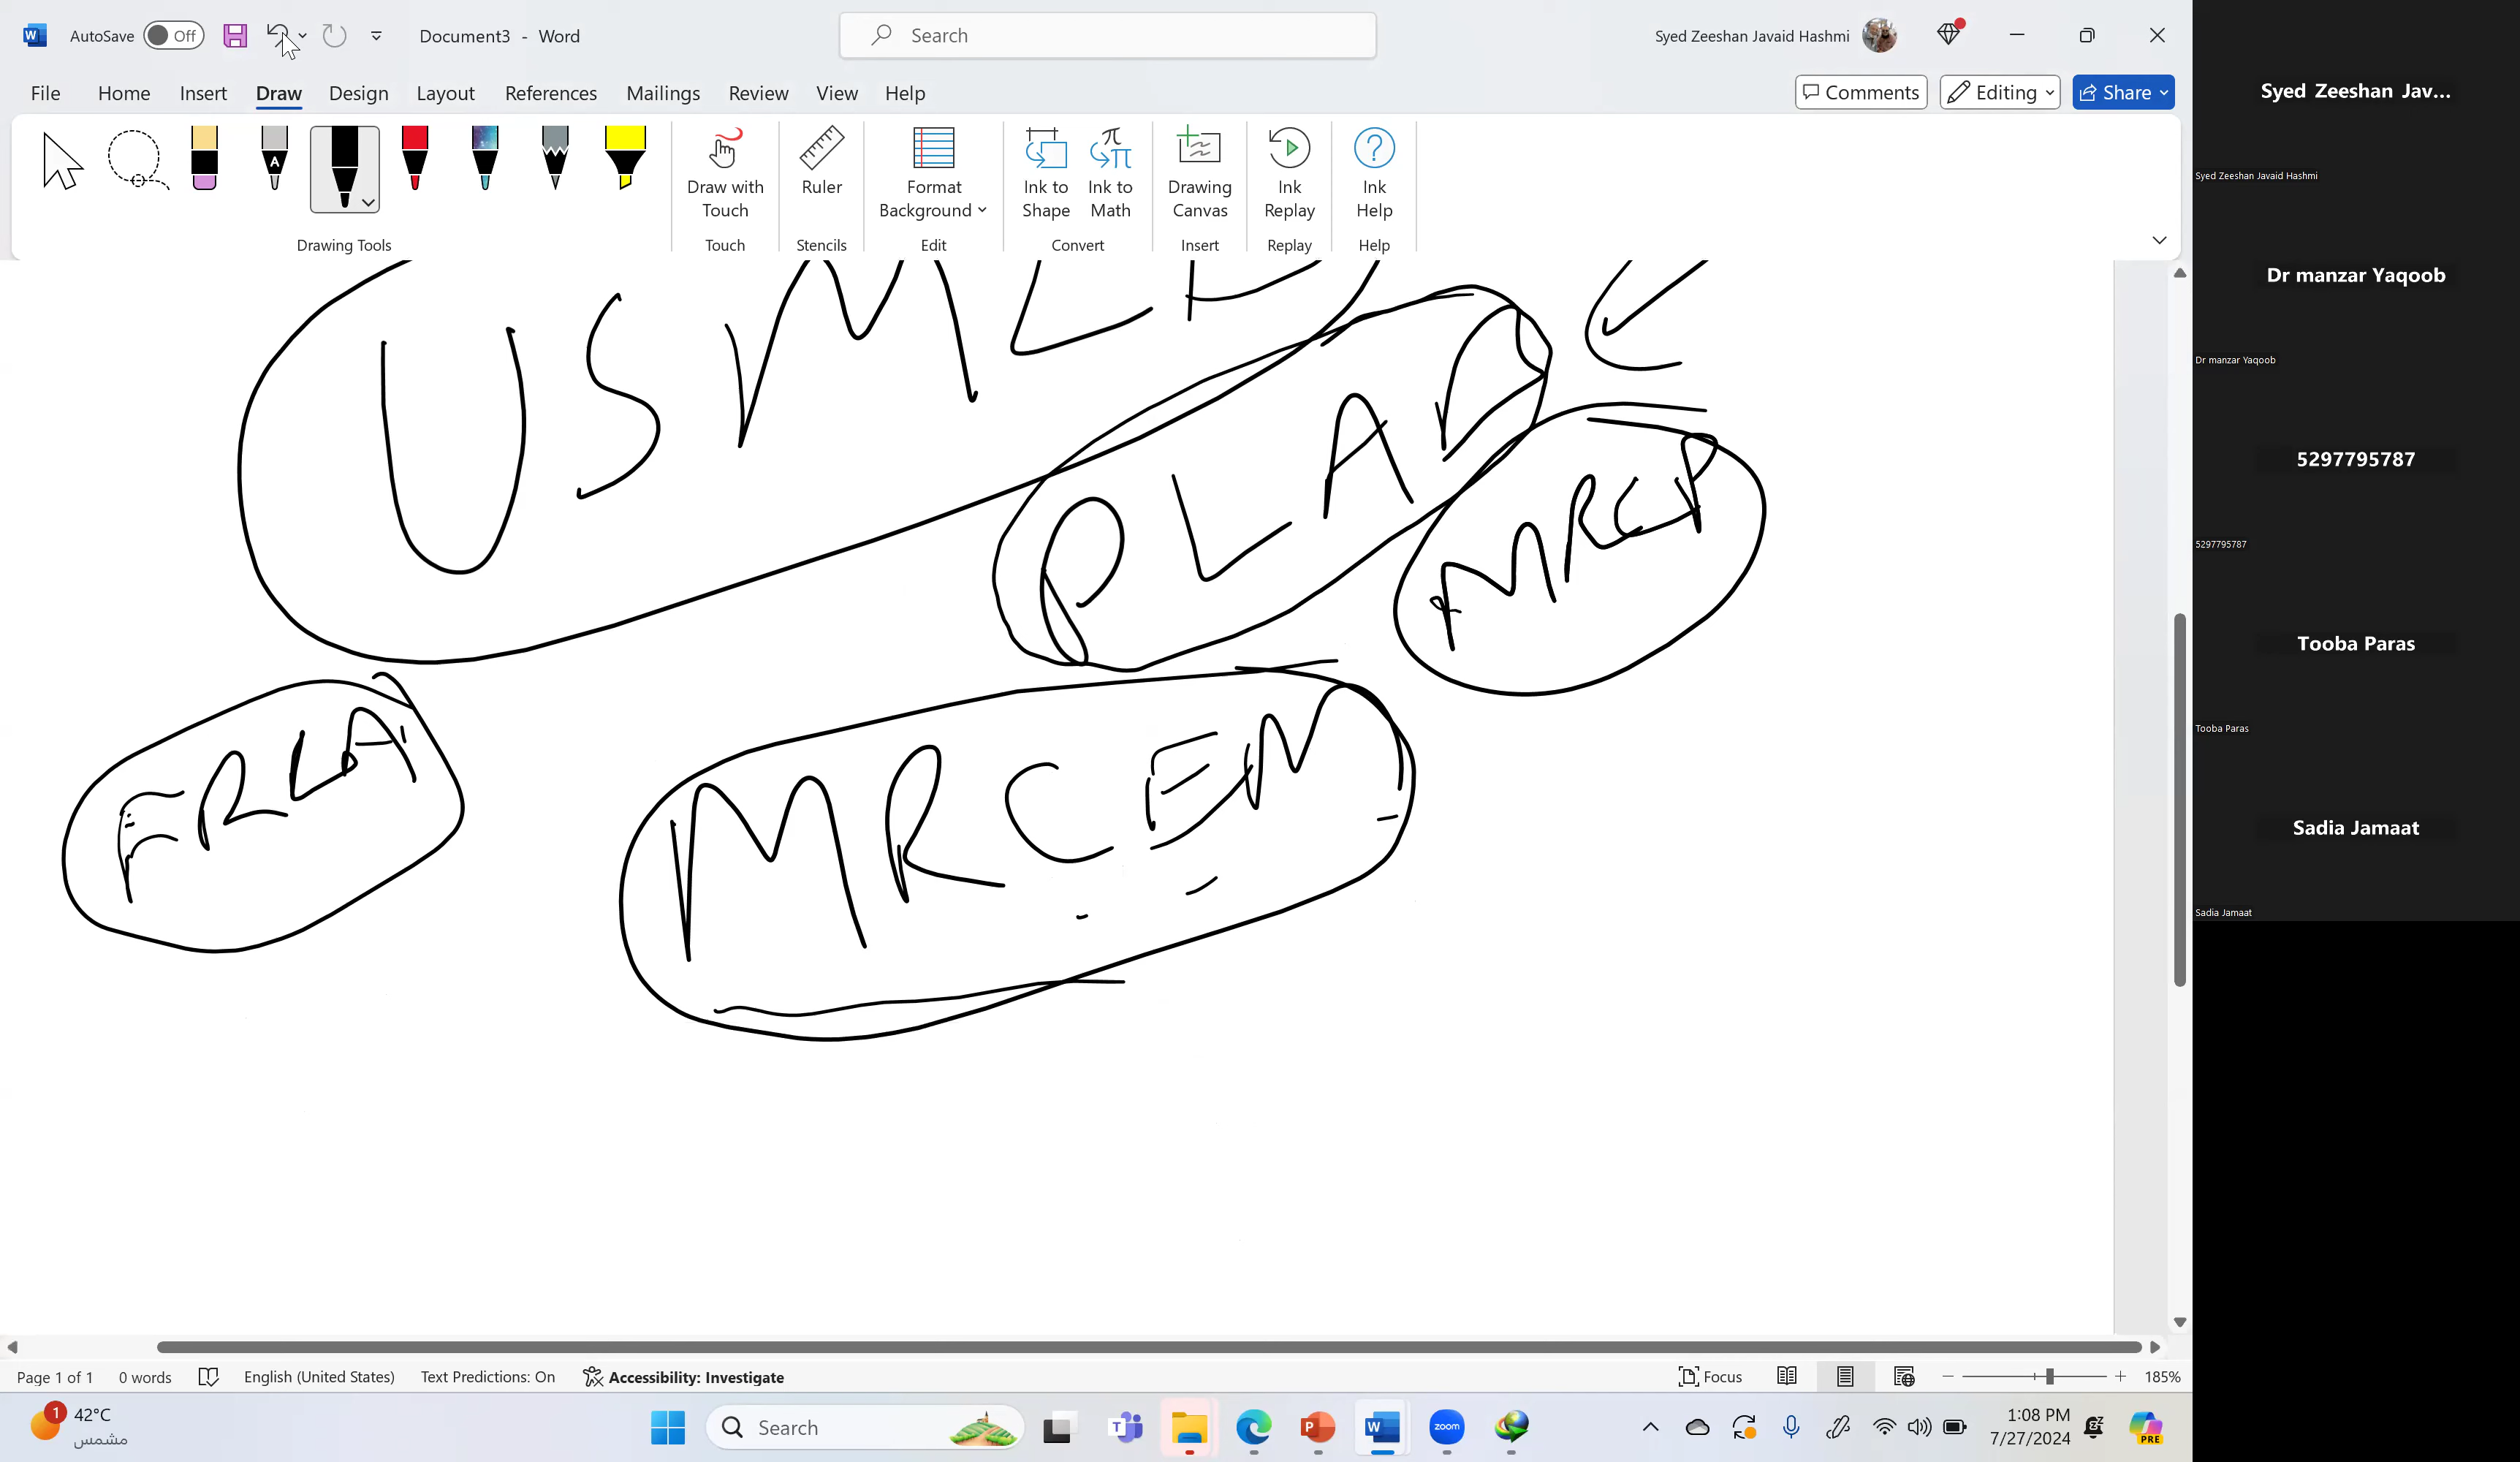 AutoSave Off Document3 - Word Search Syed Zeeshan Javaid Hashmi
File Home Insert Draw Design Layout References Mailings Review View Help Comments Editing Share
A
Draw with Touch Ruler Format Background Ink to Shape Ink to Math Drawing Canvas Ink Replay Ink Help
Drawing Tools Touch Stencils Edit Convert Insert Replay Help
USMLE
PLAB
MRCP
MRCEM
Syed Zeeshan Jav...
Syed Zeeshan Javaid Hashmi
Dr manzar Yaqoob
Dr manzar Yaqoob
5297795787
5297795787
Tooba Paras
Tooba Paras
Sadia Jamaat
Sadia Jamaat
Page 1 of 1 0 words English (United States) Text Predictions: On Accessibility: Investigate Focus 185%
1 42°C
مشمس
Search
zoom
1:08 PM
7/27/2024
PRE